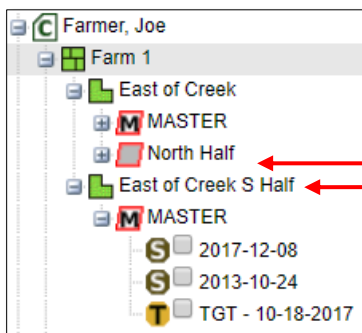 C Farmer, Joe
Farm 1
East of Creek
M MASTER
North Half
East of Creek S Half
M MASTER
S 2017-12-08
S 2013-10-24
T TGT - 10-18-2017